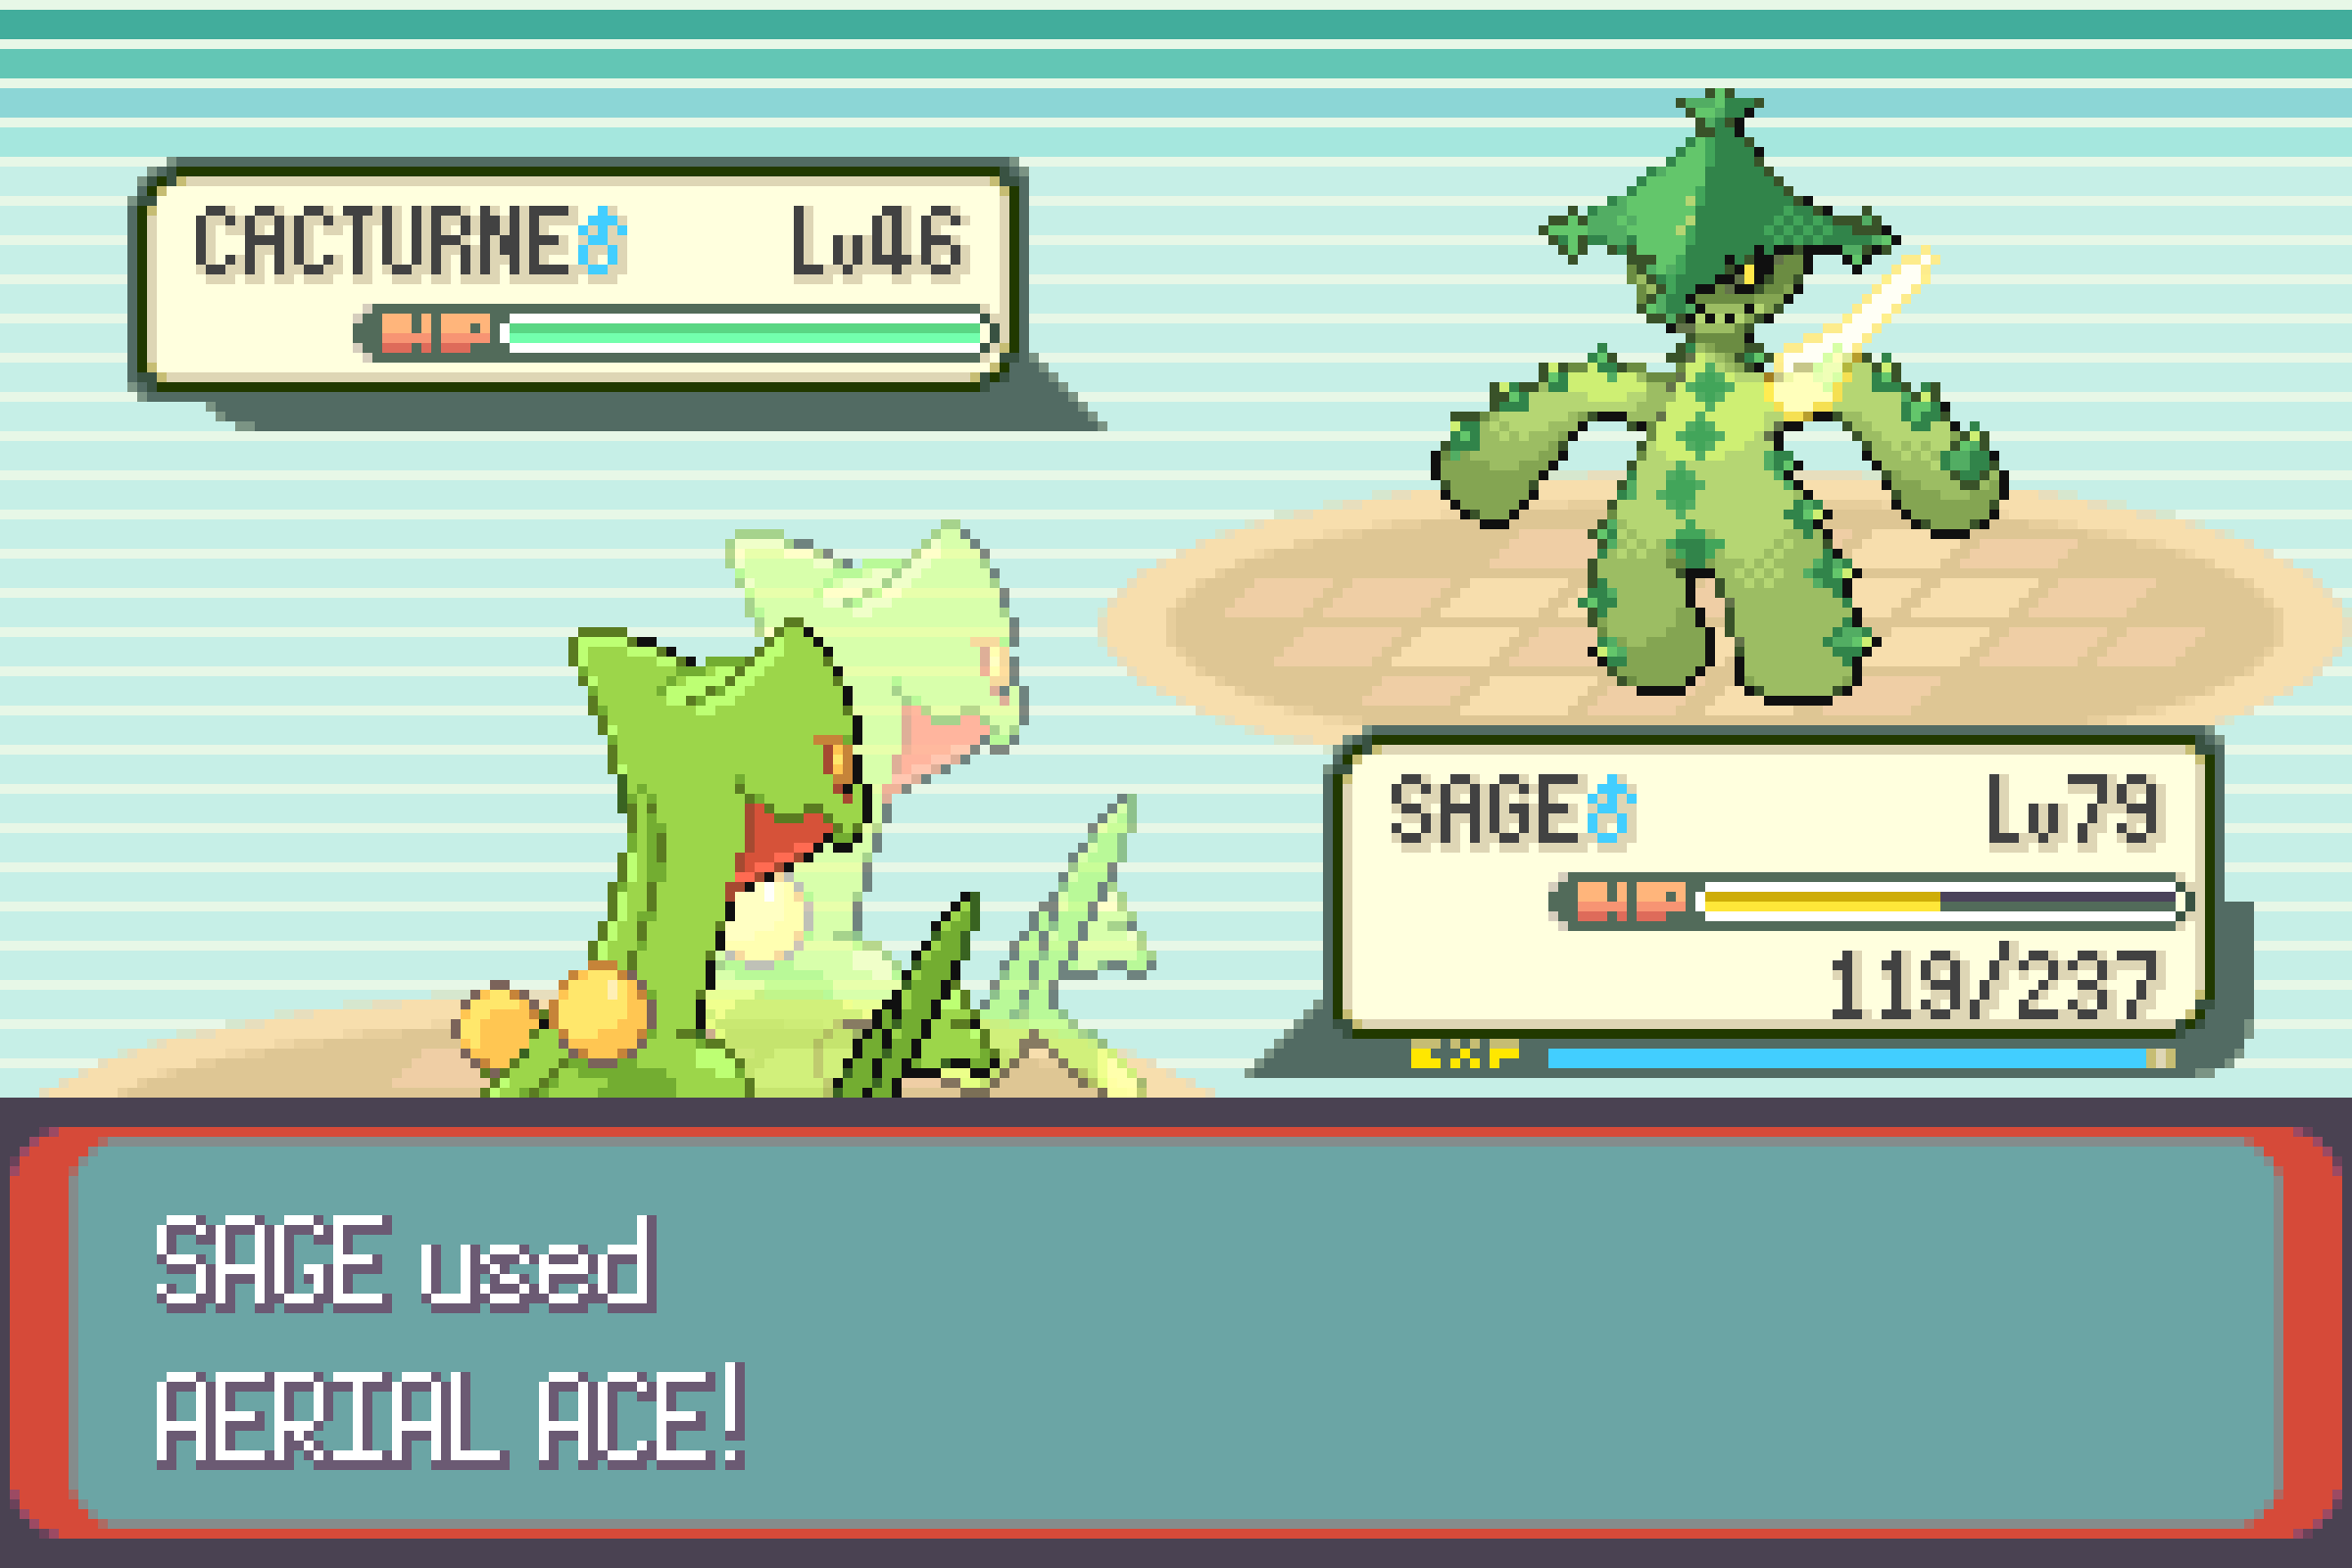 CACTURNE♂ Lv46
HP
SAGE♂ Lv79
HP
119/237
EXP
SAGE used
AERIAL ACE!